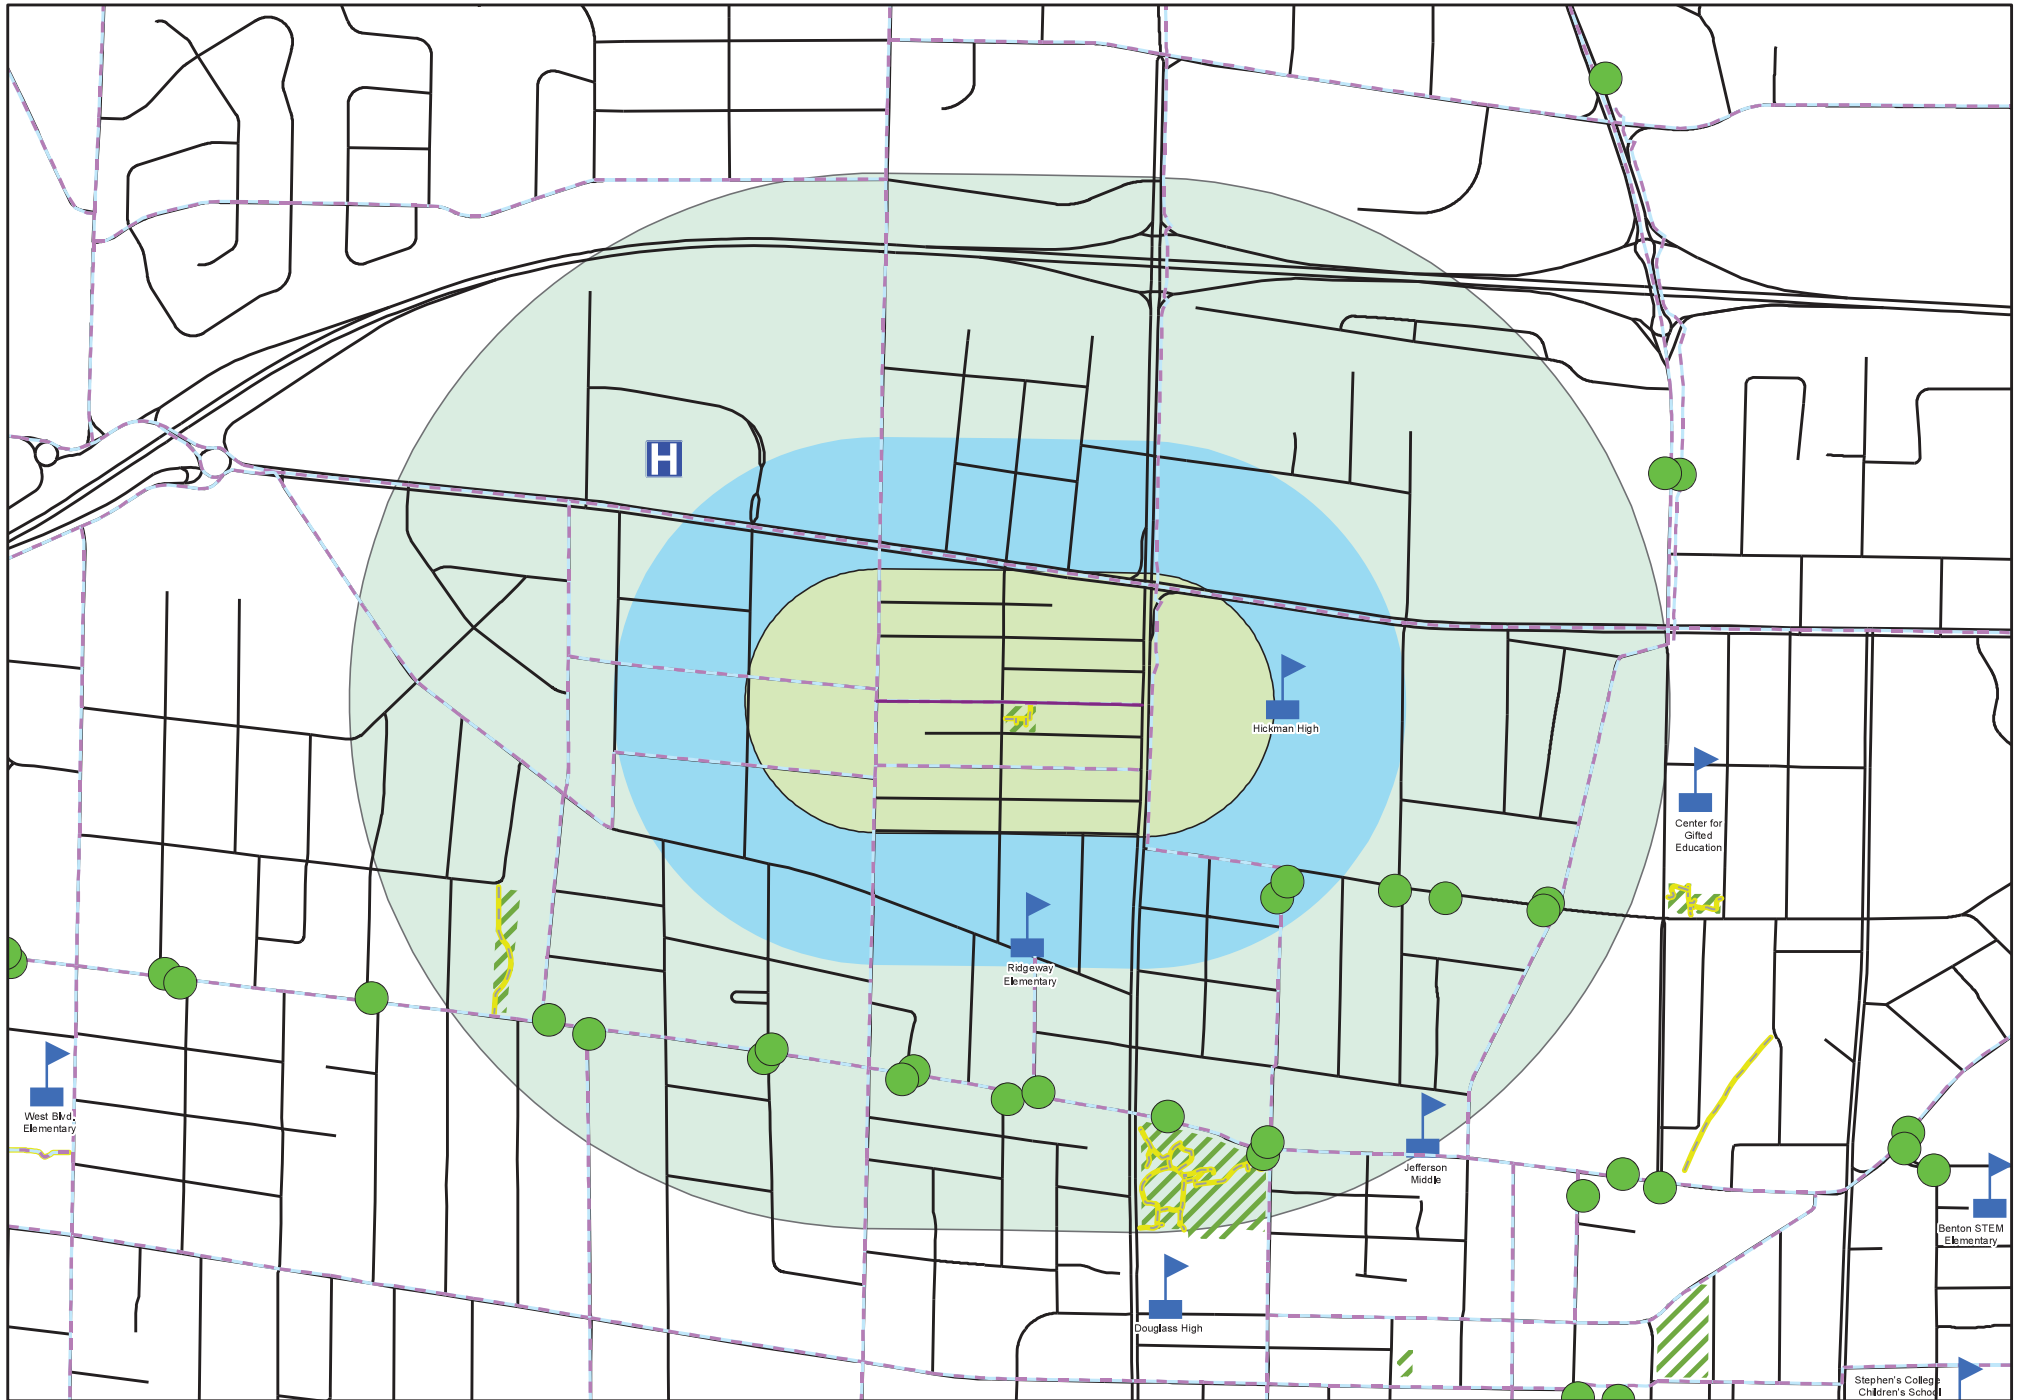 H
Hickman High
Center for
Gifted
Education
Ridgeway
Elementary
West Blvd.
Elementary
Jefferson
Middle
Benton STEM
Elementary
Douglass High
Stephen's College
Children's School